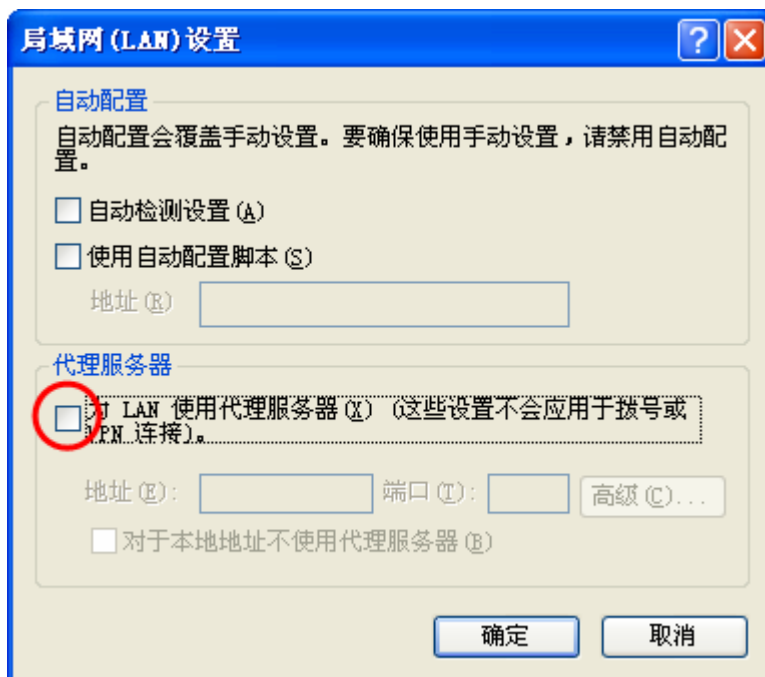 局域网(LAN)设置
自动配置
自动配置会覆盖手动设置。要确保使用手动设置，请禁用自动配
置。
自动检测设置(A)
使用自动配置脚本(S)
地址(R)
代理服务器
对 LAN 使用代理服务器(X) (这些设置不会应用于拨号或
VPN 连接)。
地址(E): 端口(T): 高级(C)...
对于本地地址不使用代理服务器(B)
确定 取消